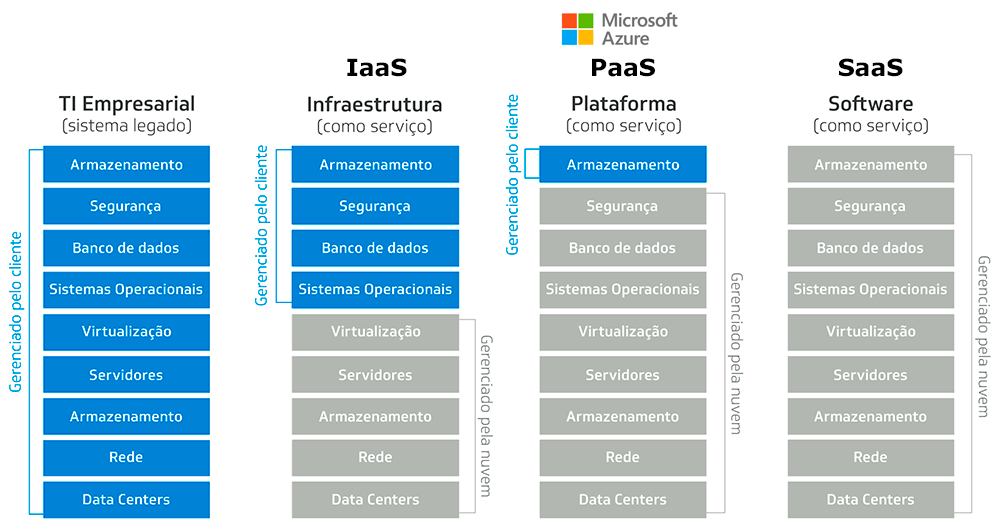 Microsoft
Azure
IaaS
PaaS
SaaS
TI Empresarial
(sistema legado)
Infraestrutura
(como serviço)
Plataforma
(como serviço)
Software
(como serviço)
Gerenciado pelo cliente
Armazenamento
Segurança
Banco de dados
Sistemas Operacionais
Virtualização
Servidores
Armazenamento
Rede
Data Centers
Gerenciado pelo cliente
Armazenamento
Segurança
Banco de dados
Sistemas Operacionais
Virtualização
Servidores
Armazenamento
Rede
Data Centers
Gerenciado pela nuvem
Gerenciado pelo cliente
Armazenamento
Segurança
Banco de dados
Sistemas Operacionais
Virtualização
Servidores
Armazenamento
Rede
Data Centers
Gerenciado pela nuvem
Armazenamento
Segurança
Banco de dados
Sistemas Operacionais
Virtualização
Servidores
Armazenamento
Rede
Data Centers
Gerenciado pela nuvem